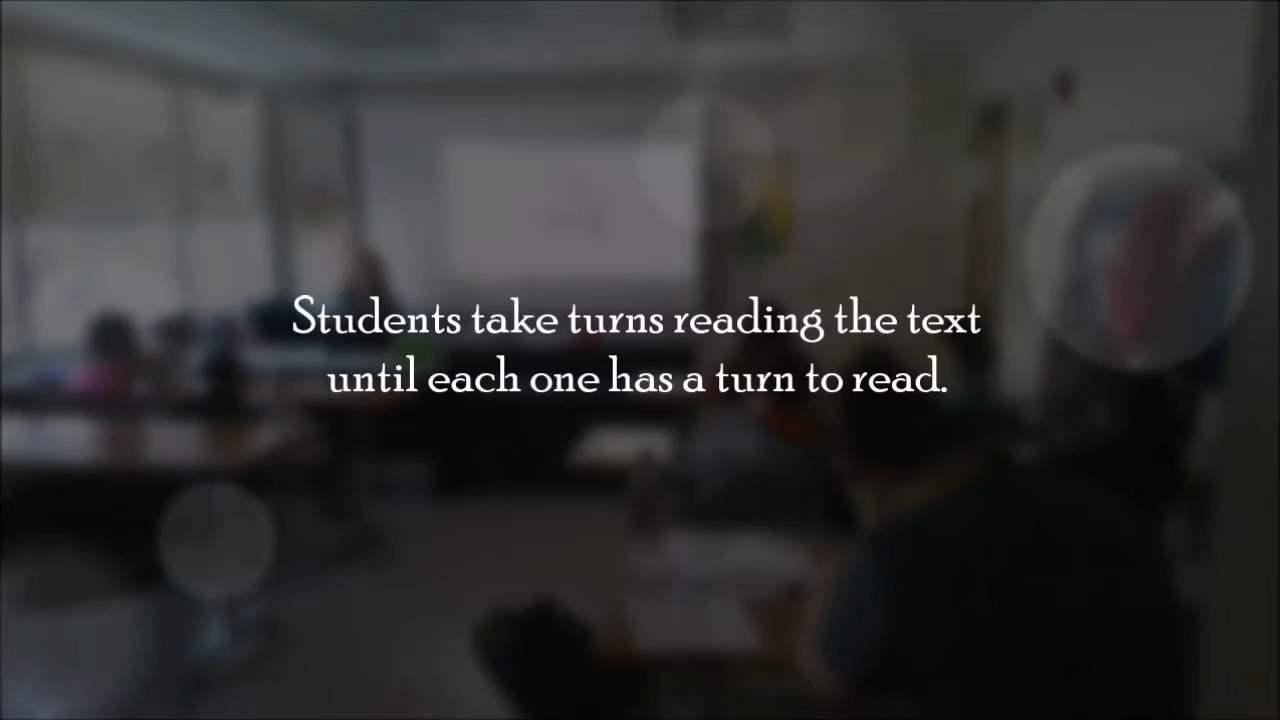 Students take turns reading the text
until each one has a turn to read.